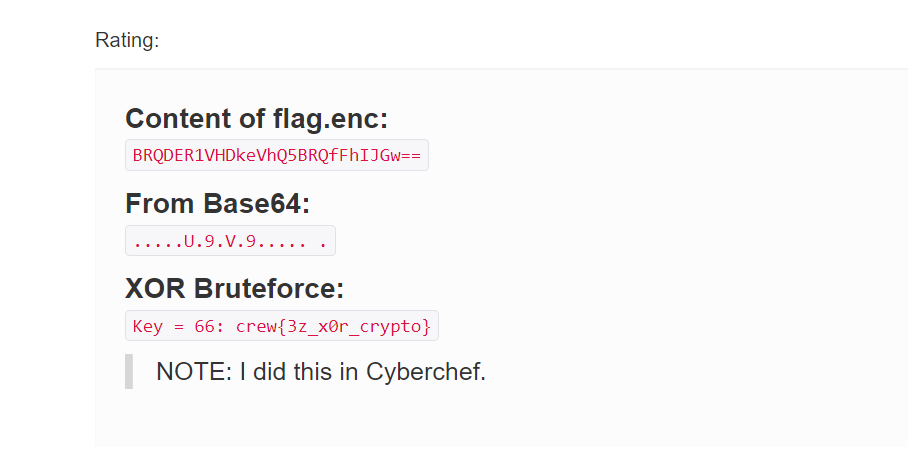 Rating:
Content of flag.enc:
BRQDER1VHDkeVhQ5BRQfFhIJGw==
From Base64:
.....U.9.V.9..... .
XOR Bruteforce:
Key = 66: crew{3z_x0r_crypto}
NOTE: I did this in Cyberchef.